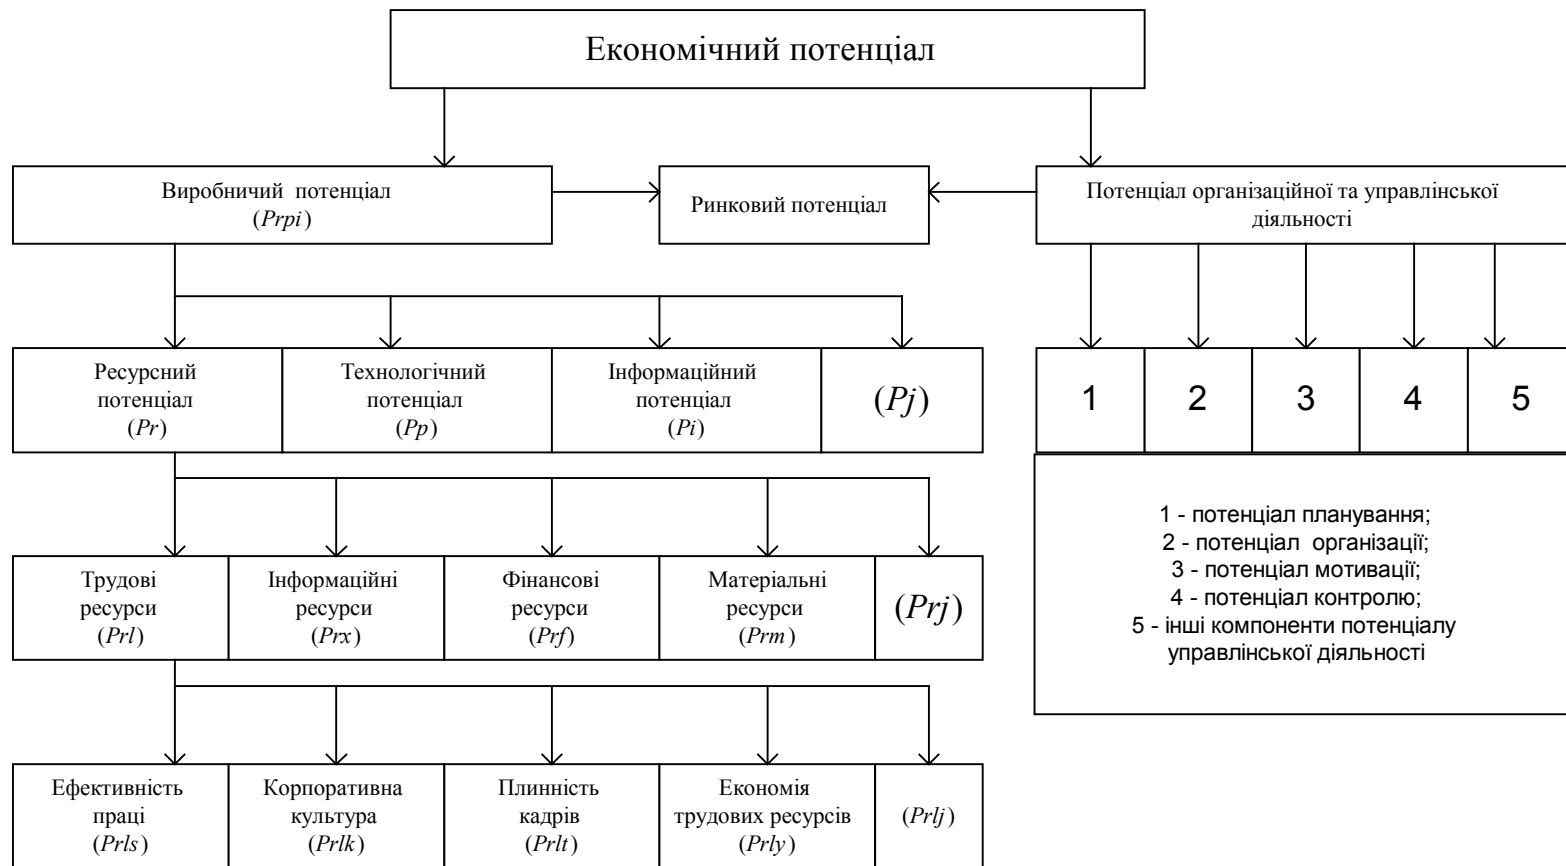 Економічний потенціал
Виробничий потенціал
(Prpi)
Ринковий потенціал
Потенціал організаційної та управлінської
діяльності
Ресурсний
потенціал
(Pr)
Технологічний
потенціал
(Pp)
Інформаційний
потенціал
(Pi)
(Pj)
1
2
3
4
5
1 - потенціал планування;
2 - потенціал організації;
3 - потенціал мотивації;
4 - потенціал контролю;
5 - інші компоненти потенціалу
управлінської діяльності
Трудові
ресурси
(Prl)
Інформаційні
ресурси
(Prx)
Фінансові
ресурси
(Prf)
Матеріальні
ресурси
(Prm)
(Prj)
Ефективність
праці
(Prls)
Корпоративна
культура
(Prlk)
Плинність
кадрів
(Prlt)
Економія
трудових ресурсів
(Prly)
(Prlj)